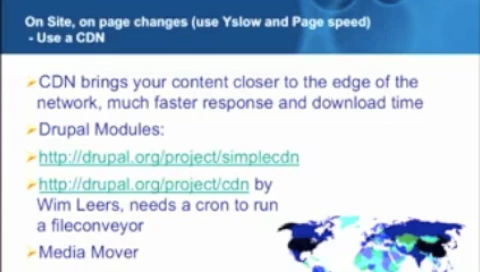 On Site, on page changes (use Yslow and Page speed)
- Use a CDN
CDN brings your content closer to the edge of the
network, much faster response and download time
Drupal Modules:
http://drupal.org/project/simplecdn
http://drupal.org/project/cdn by
Wim Leers, needs a cron to run
a fileconveyor
Media Mover